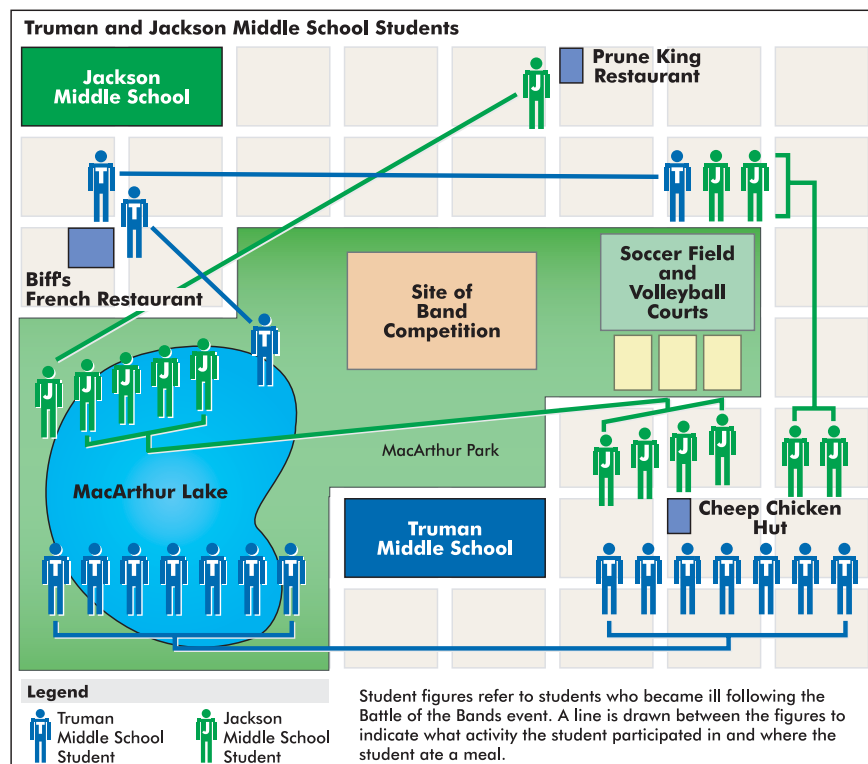 Truman and Jackson Middle School Students
Jackson
Middle School
Prune King
Restaurant
T
J
J
J
T
T
Biff's
French Restaurant
Site of
Band
Competition
Soccer Field
and
Volleyball
Courts
T
J
J
J
J
J
MacArthur Park
J
J
J
J
J
J
MacArthur Lake
Truman
Middle School
Cheep Chicken
Hut
T
T
T
T
T
T
T
T
T
T
T
T
T
T
Legend
T
Truman
Middle School
Student
J
Jackson
Middle School
Student
Student figures refer to students who became ill following the
Battle of the Bands event. A line is drawn between the figures to
indicate what activity the student participated in and where the
student ate a meal.